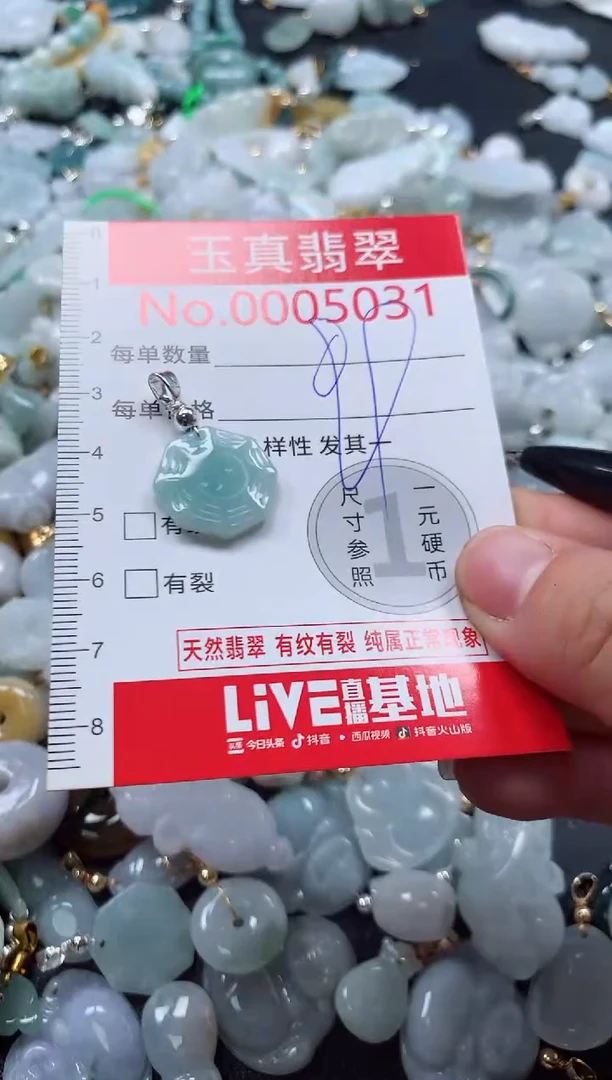 0
1
2
3
4
5
6
7
8
玉真翡翠
No.0005031
每单数量
每单价格
样性 发其一
有
有裂
1
尺寸参照
一元硬币
天然翡翠 有纹有裂 纯属正常现象
LiVE直播基地
头条 今日头条 抖音 • 西瓜视频 抖音火山版